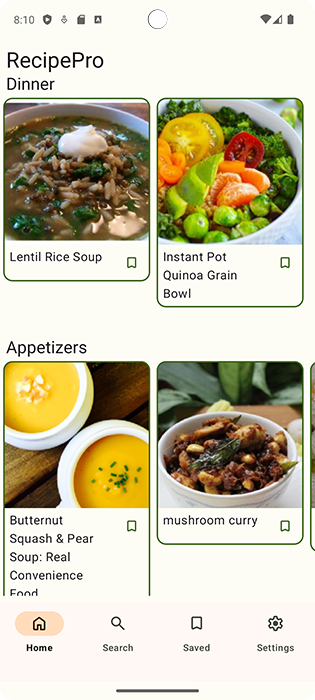 8:10
RecipePro
Dinner
Lentil Rice Soup
Instant Pot
Quinoa Grain
Bowl
Appetizers
Butternut
Squash & Pear
Soup: Real
Convenience
Food
mushroom curry
Home
Search
Saved
Settings